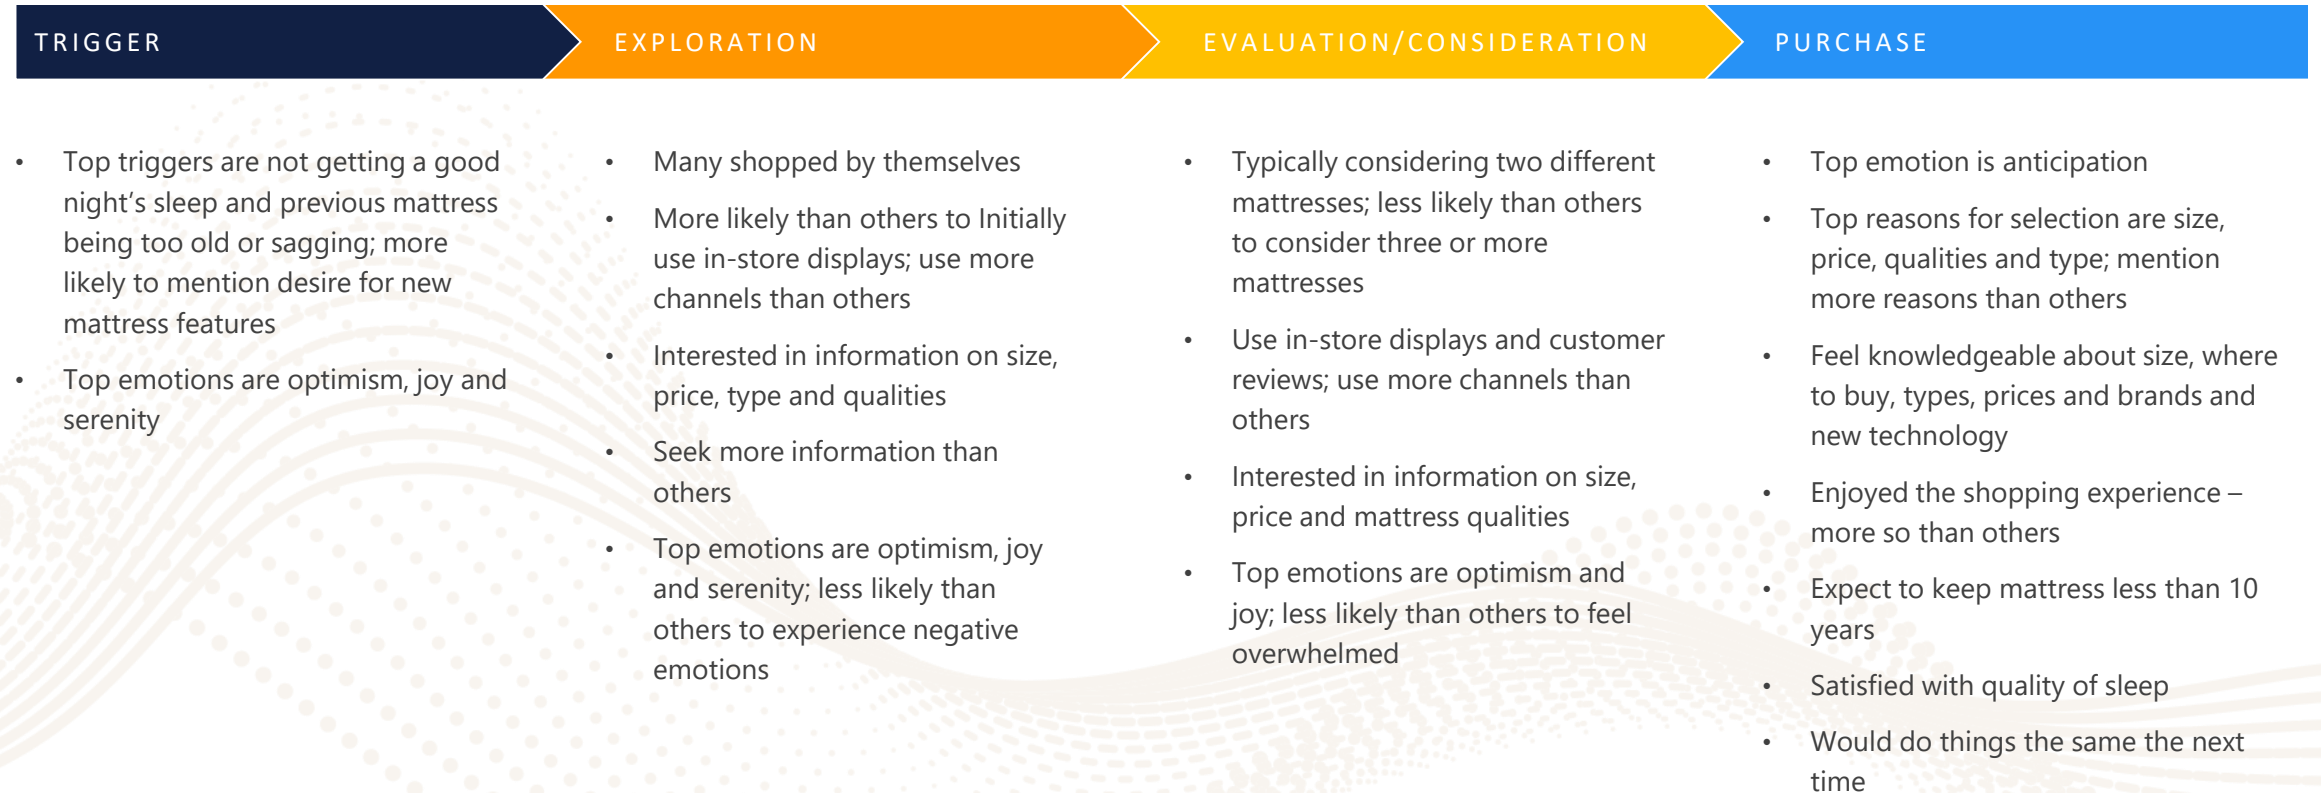 TRIGGER
EXPLORATION
EVALUATION/CONSIDERATION
PURCHASE
• Top triggers are not getting a good
night’s sleep and previous mattress
being too old or sagging; more
likely to mention desire for new
mattress features
• Top emotions are optimism, joy and
serenity
• Many shopped by themselves
• More likely than others to Initially
use in-store displays; use more
channels than others
• Interested in information on size,
price, type and qualities
• Seek more information than
others
• Top emotions are optimism, joy
and serenity; less likely than
others to experience negative
emotions
• Typically considering two different
mattresses; less likely than others
to consider three or more
mattresses
• Use in-store displays and customer
reviews; use more channels than
others
• Interested in information on size,
price and mattress qualities
• Top emotions are optimism and
joy; less likely than others to feel
overwhelmed
• Top emotion is anticipation
• Top reasons for selection are size,
price, qualities and type; mention
more reasons than others
• Feel knowledgeable about size, where
to buy, types, prices and brands and
new technology
• Enjoyed the shopping experience –
more so than others
• Expect to keep mattress less than 10
years
• Satisfied with quality of sleep
• Would do things the same the next
time